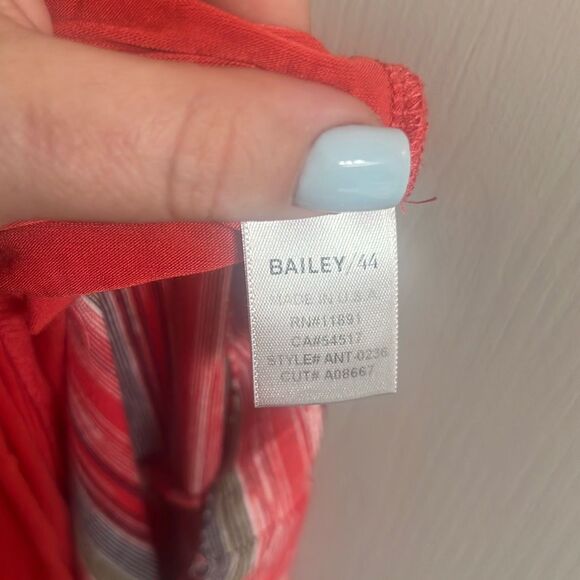 BAILEY/44
MADE IN U.S.A.
RN#11891
CA#54517
STYLE# ANT-0236
CUT# A08667